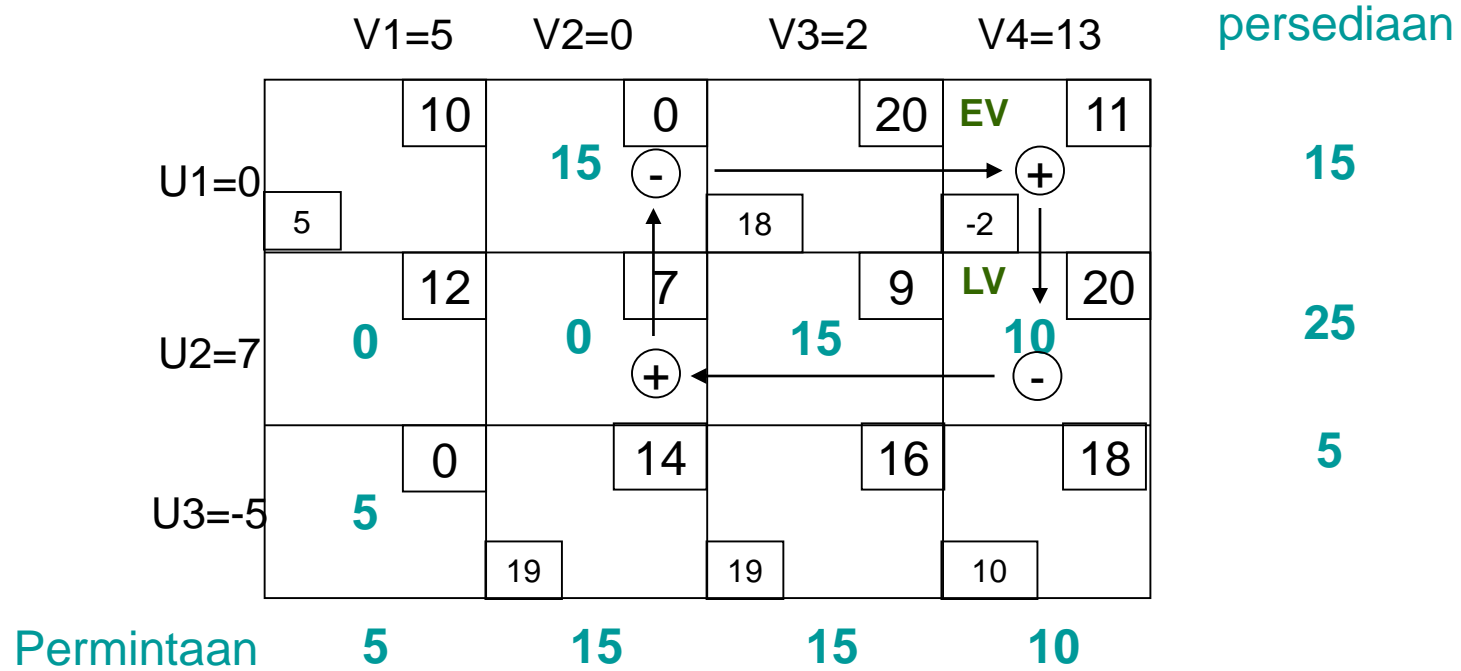 V1=5 V2=0 V3=2 V4=13 persediaan
10 0 20 EV 11
U1=0 15 - + 15
5 18 -2
12 7 9 LV 20
U2=7 0 0 15 10 25
+ -
0 14 16 18 5
U3=-5 5
19 19 10
Permintaan 5 15 15 10